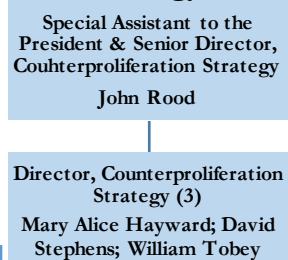 Special Assistant to the
President & Senior Director,
Couhterproliferation Strategy
John Rood
Director, Counterproliferation
Strategy (3)
Mary Alice Hayward; David
Stephens; William Tobey